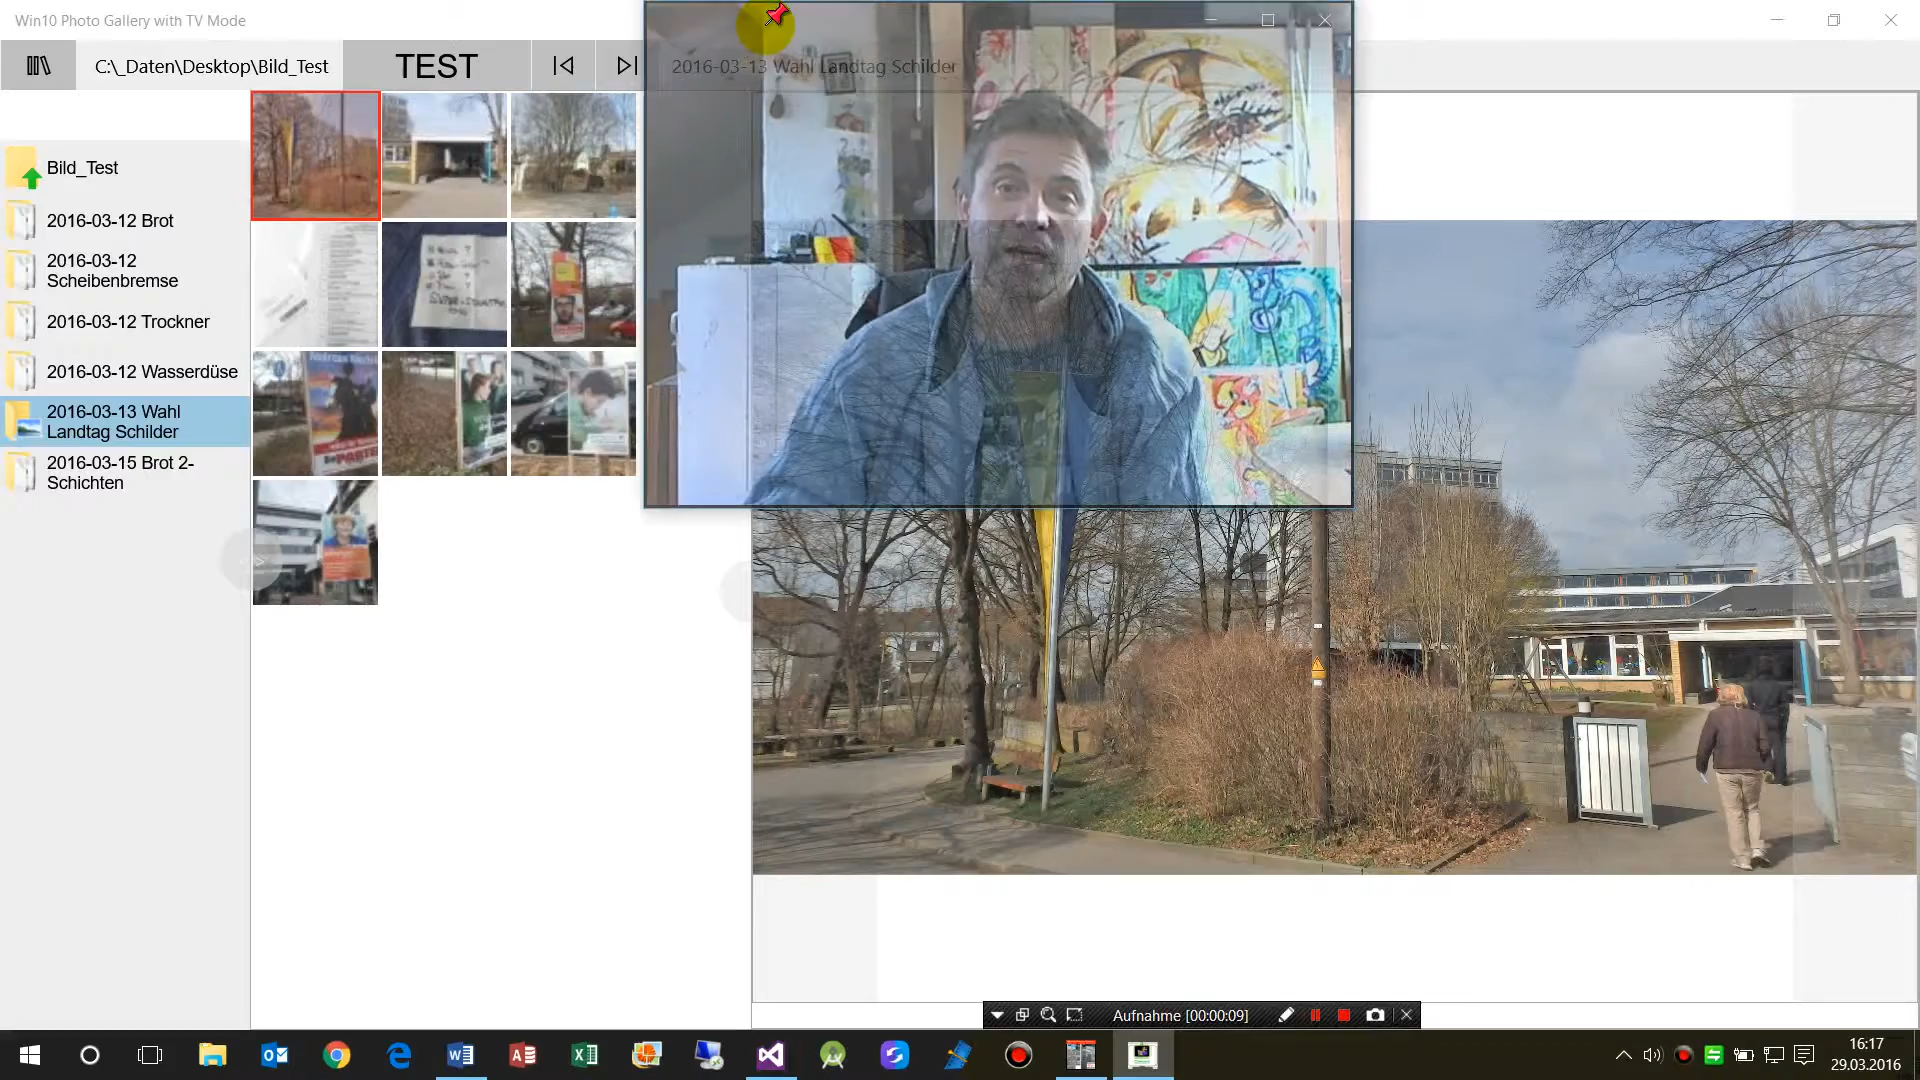 Win10 Photo Gallery with TV Mode
C:\_Daten\Desktop\Bild_Test
TEST
2016-03-13 Wahl Landtag Schilder
Bild_Test
2016-03-12 Brot
2016-03-12
Scheibenbremse
2016-03-12 Trockner
2016-03-12 Wasserdüse
2016-03-13 Wahl
Landtag Schilder
2016-03-15 Brot 2-
Schichten
Aufnahme [00:00:09]
16:17
29.03.2016